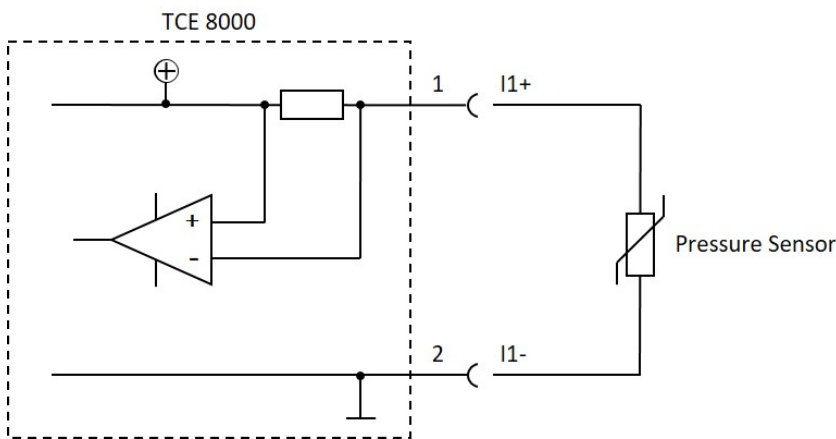 TCE 8000
1 I1+
+
-
Pressure Sensor
2 I1-